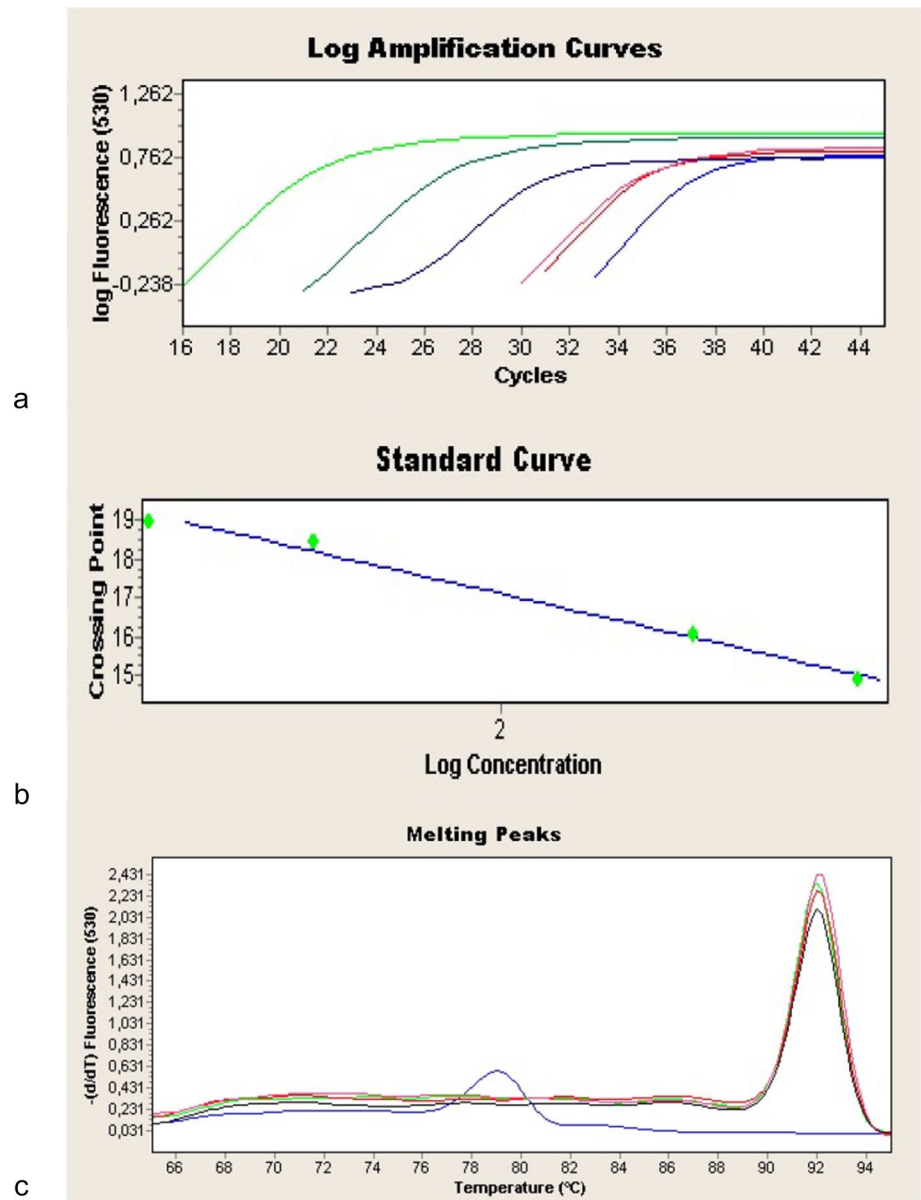 Log Amplification Curves
log Fluorescence (530)
1,262
0,762
0,262
-0,238
16 18 20 22 24 26 28 30 32 34 36 38 40 42 44
Cycles
a
Standard Curve
Crossing Point
19
18
17
16
15
2
Log Concentration
b
Melting Peaks
-(d/dT) Fluorescence (530)
2,431
2,231
2,031
1,831
1,631
1,431
1,231
1,031
0,831
0,631
0,431
0,231
0,031
66 68 70 72 74 76 78 80 82 84 86 88 90 92 94
Temperature (ºC)
c